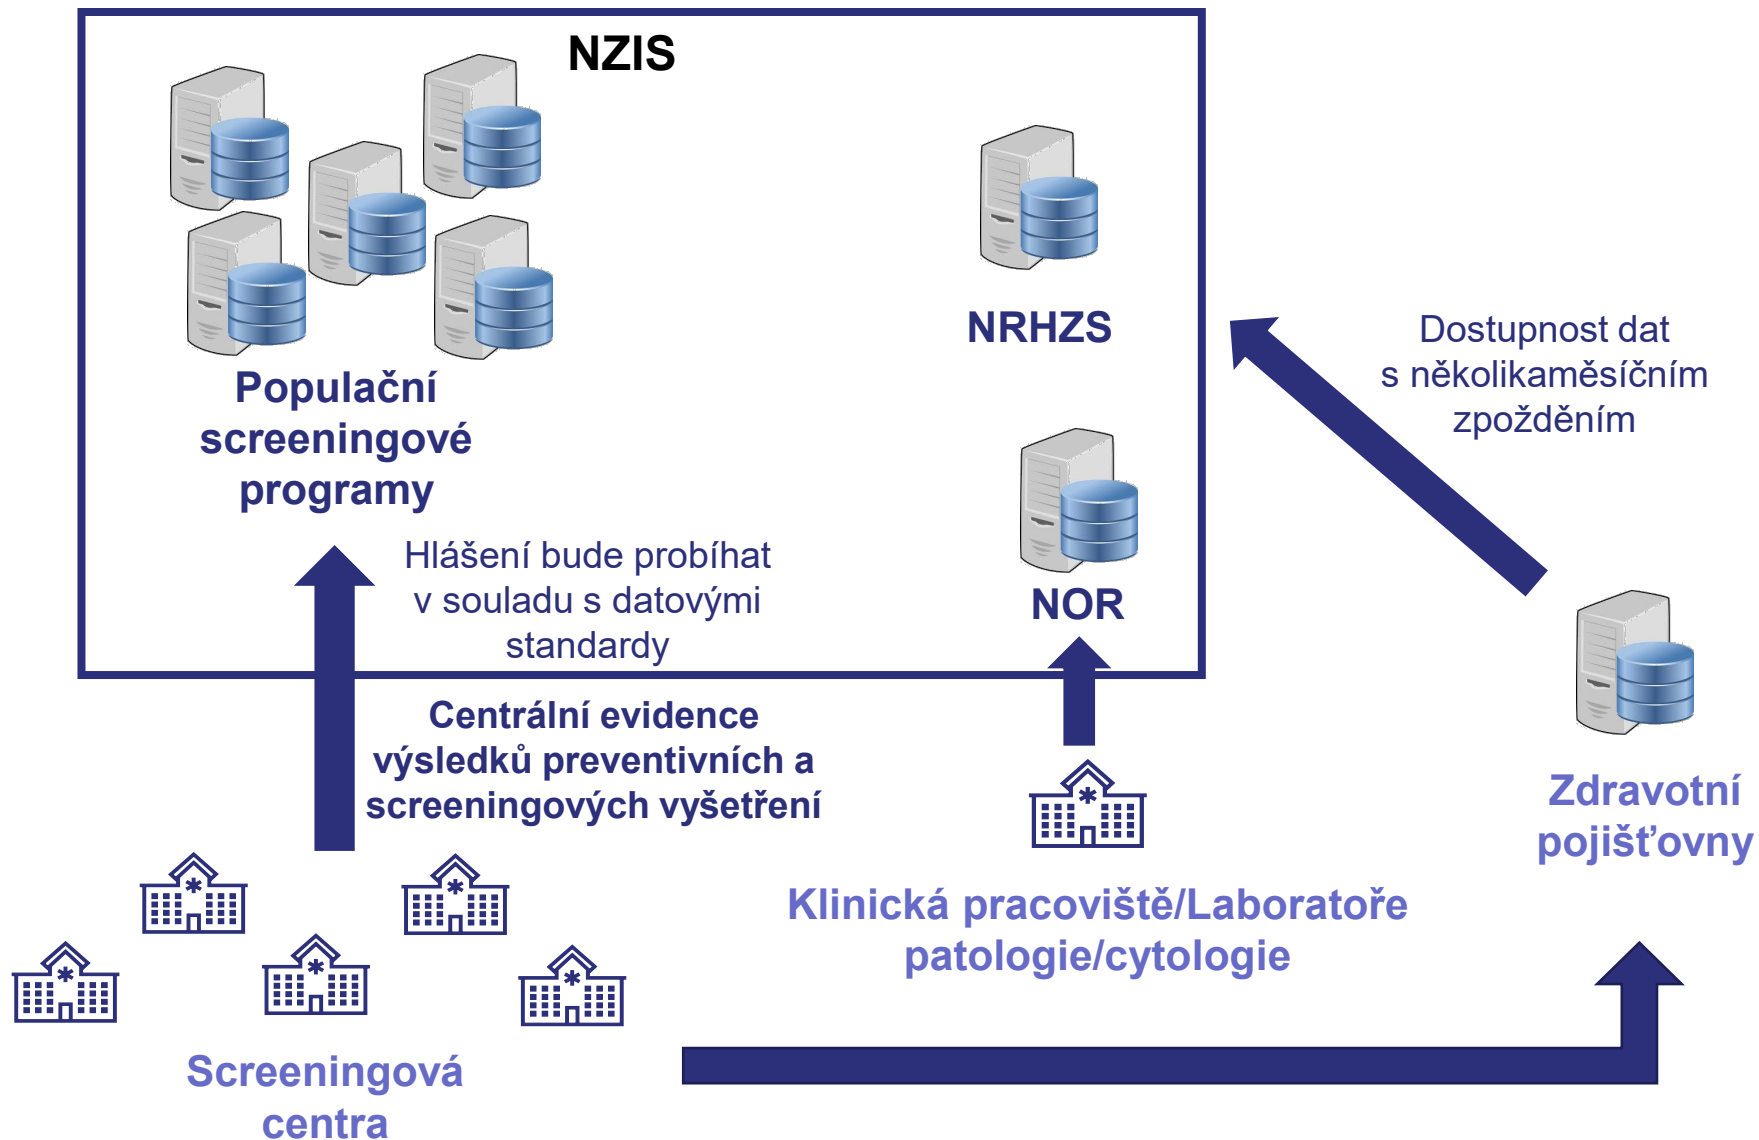 NZIS
Populační
screeningové
programy
NRHZS
Dostupnost dat
s několikaměsíčním
zpožděním
Hlášení bude probíhat
v souladu s datovými
standardy
NOR
Centrální evidence
výsledků preventivních a
screeningových vyšetření
Zdravotní
pojišťovny
Klinická pracoviště/Laboratoře
patologie/cytologie
Screeningová
centra